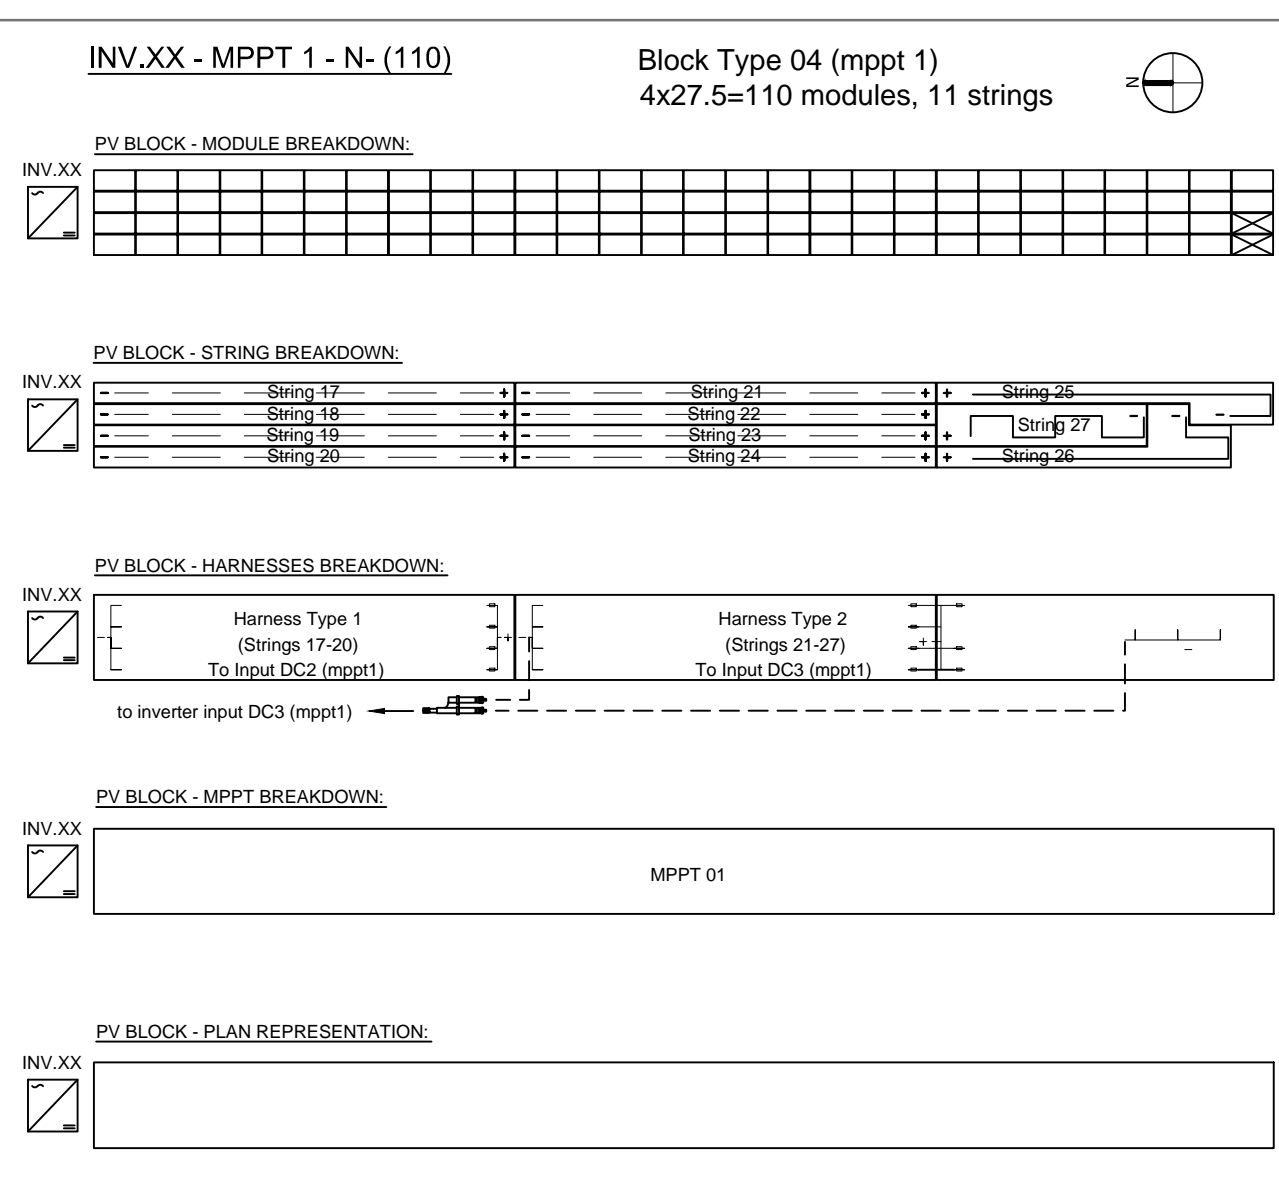 INV.XX - MPPT 1 - N- (110)
Block Type 04 (mppt 1)
4x27.5=110 modules, 11 strings
N
PV BLOCK - MODULE BREAKDOWN:
INV.XX
PV BLOCK - STRING BREAKDOWN:
INV.XX
- String 17 + - String 21 + + String 25
- String 18 + - String 22 + - - -
String 27
- String 19 + - String 23 + +
- String 20 + - String 24 + + String 26
PV BLOCK - HARNESSES BREAKDOWN:
INV.XX
Harness Type 1
(Strings 17-20)
To Input DC2 (mppt1)
- + -
Harness Type 2
(Strings 21-27)
To Input DC3 (mppt1)
+ -
to inverter input DC3 (mppt1)
PV BLOCK - MPPT BREAKDOWN:
INV.XX
MPPT 01
PV BLOCK - PLAN REPRESENTATION:
INV.XX